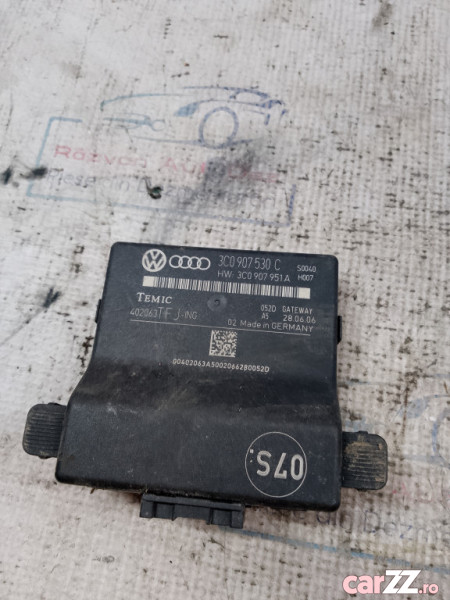 3C0 907 530 C S0040
HW: 3C0 907 951 A H007
TEMIC
052D GATEWAY
A5 28.06.06
02 Made in GERMANY
00402063A5002066280052D
07S
carZZ.ro